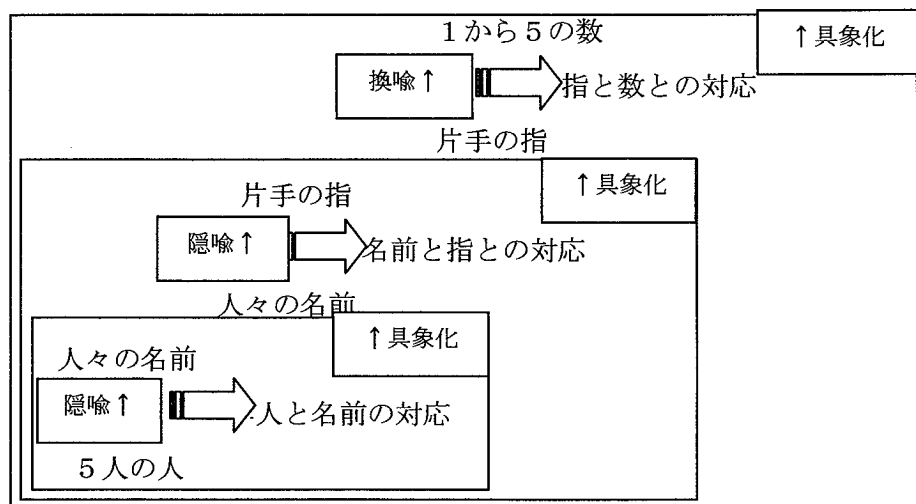 1から5の数
↑具象化
換喩↑
指と数との対応
片手の指
↑具象化
片手の指
隠喩↑
名前と指との対応
人々の名前
↑具象化
人々の名前
隠喩↑
人と名前の対応
5人の人